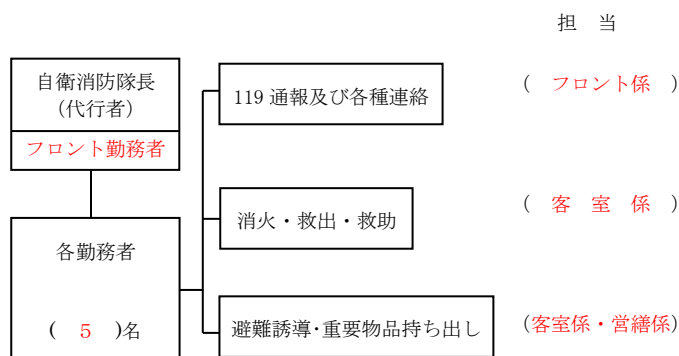 担 当
自衛消防隊長
(代行者)
フロント勤務者
119 通報及び各種連絡
( フロント係 )
消火・救出・救助
( 客 室 係 )
各勤務者
( 5 )名
避難誘導・重要物品持ち出し
(客室係・営繕係)